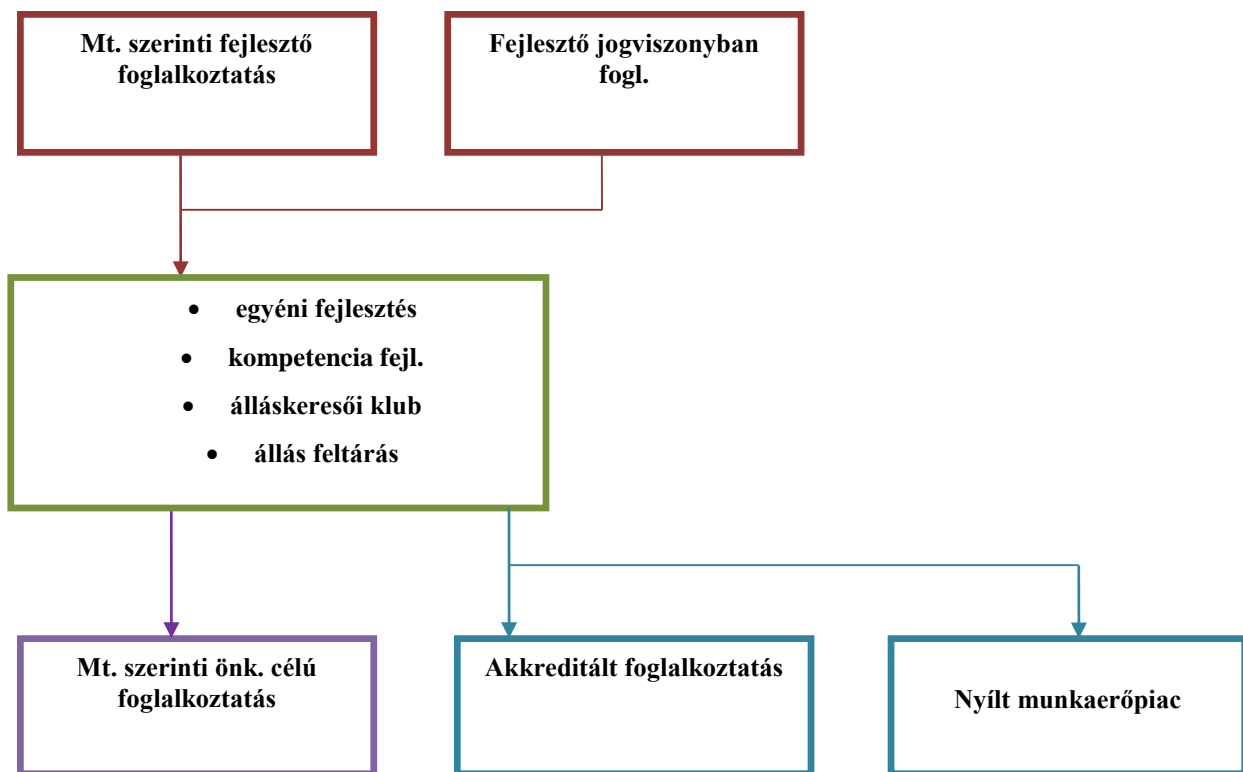 Mt. szerinti fejlesztő
foglalkoztatás
Fejlesztő jogviszonyban
fogl.
• egyéni fejlesztés
• kompetencia fejl.
• álláskeresői klub
• állás feltárás
Mt. szerinti önk. célú
foglalkoztatás
Akkreditált foglalkoztatás
Nyílt munkaerőpiac